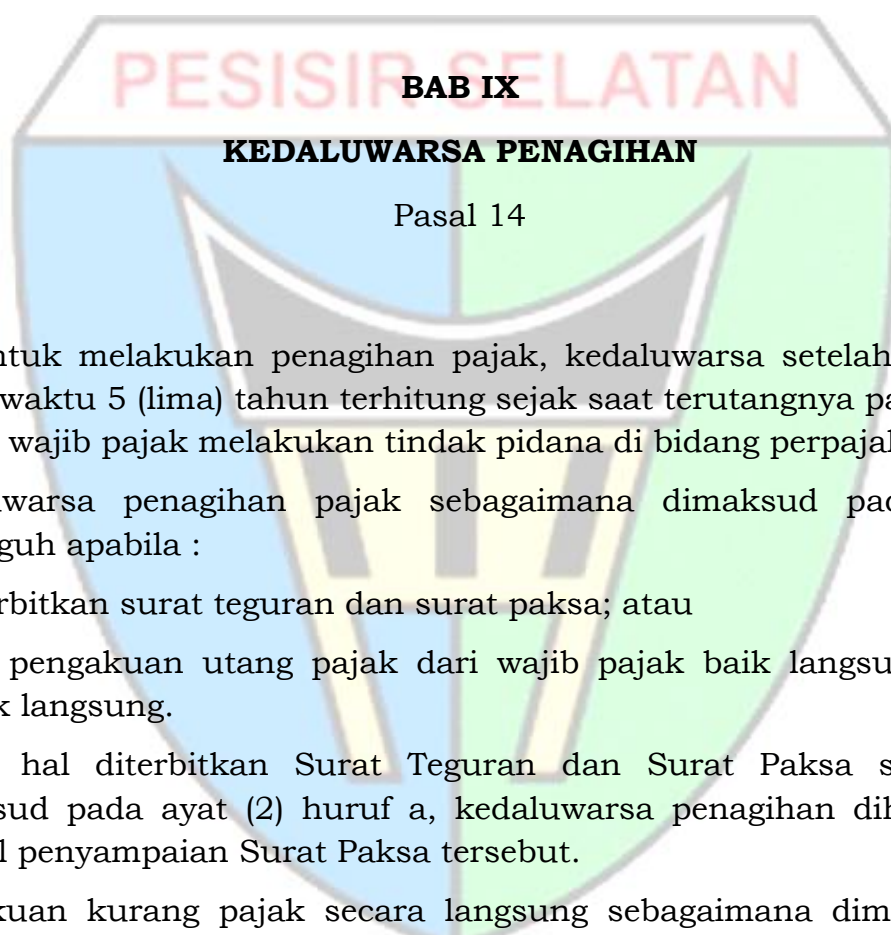 PESISIR SELATAN
BAB IX
KEDALUWARSA PENAGIHAN
Pasal 14
ntuk melakukan penagihan pajak, kedaluwarsa setelah
waktu 5 (lima) tahun terhitung sejak saat terutangnya pa
wajib pajak melakukan tindak pidana di bidang perpajal
warsa penagihan pajak sebagaimana dimaksud pad
guh apabila :
rbitkan surat teguran dan surat paksa; atau
pengakuan utang pajak dari wajib pajak baik langsu
k langsung.
hal diterbitkan Surat Teguran dan Surat Paksa s
sud pada ayat (2) huruf a, kedaluwarsa penagihan dih
l penyampaian Surat Paksa tersebut.
kuan kurang pajak secara langsung sebagaimana dim